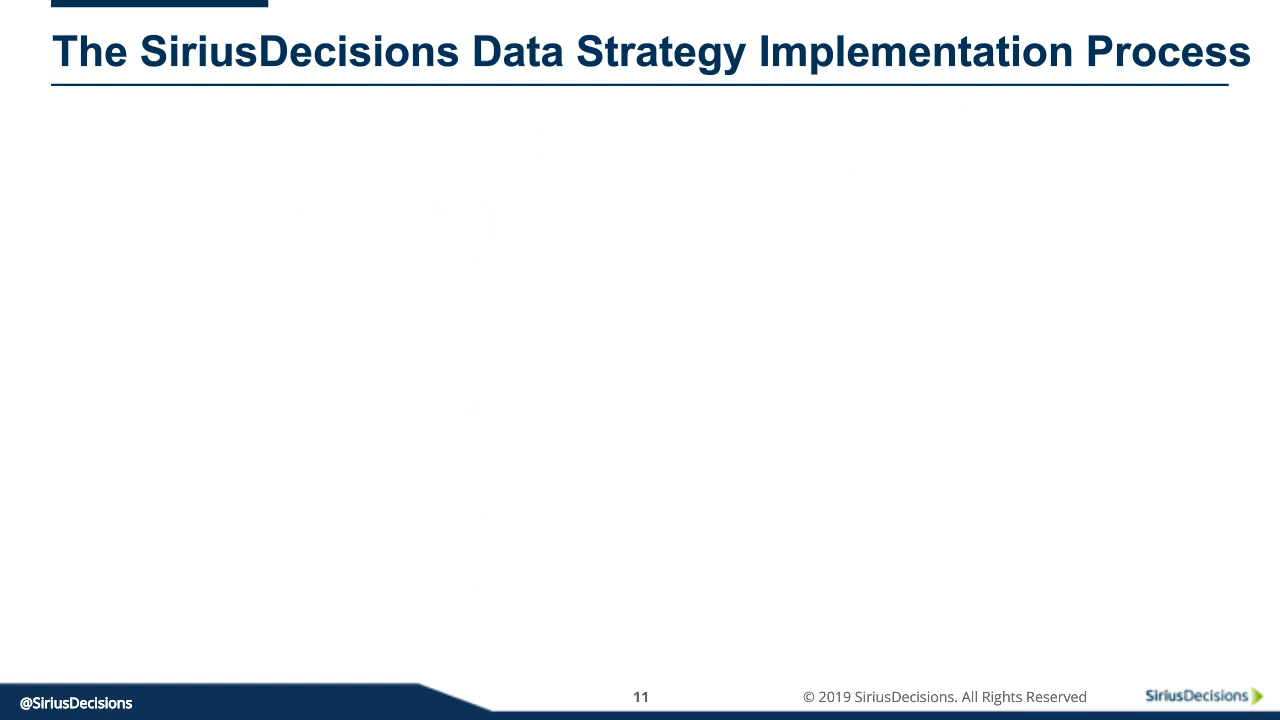 The SiriusDecisions Data Strategy Implementation Process
@SiriusDecisions
11
© 2019 SiriusDecisions. All Rights Reserved
SiriusDecisions